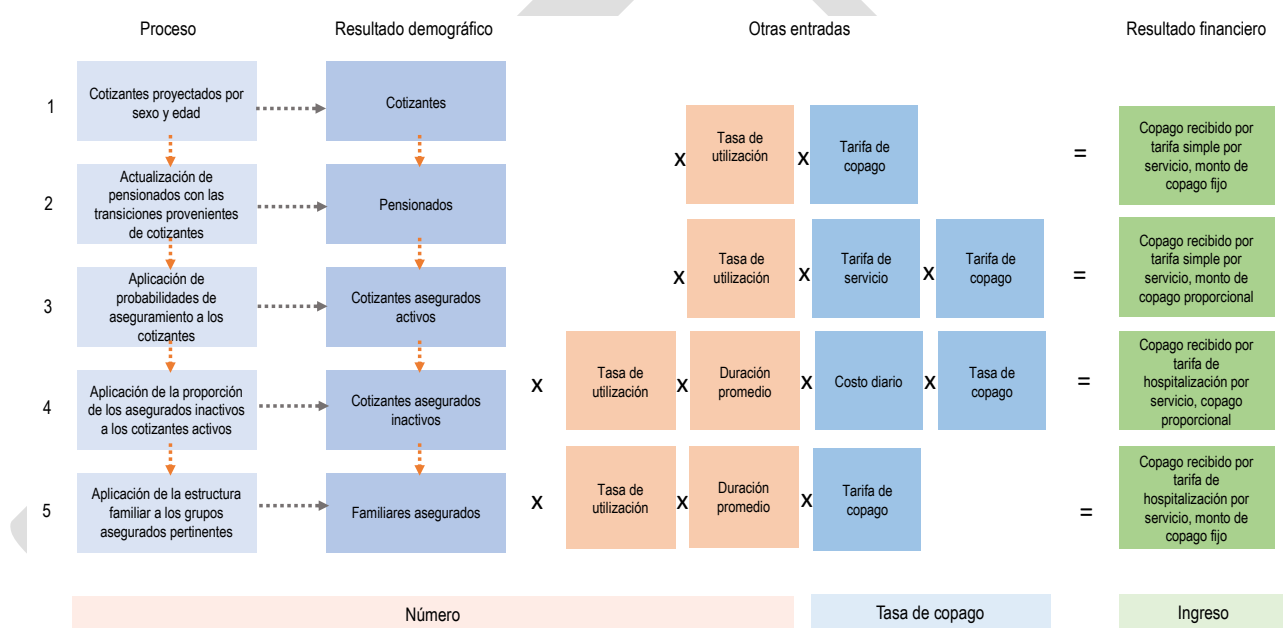 Proceso
Resultado demográfico
Otras entradas
Resultado financiero
1
Cotizantes proyectados por
sexo y edad
Cotizantes
x
Tasa de
utilización
x
Tarifa de
copago
=
Copago recibido por
tarifa simple por
servicio, monto de
copago fijo
2
Actualización de
pensionados con las
transiciones provenientes
de cotizantes
Pensionados
x
Tasa de
utilización
x
Tarifa de
servicio
x
Tarifa de
copago
=
Copago recibido por
tarifa simple por
servicio, monto de
copago proporcional
3
Aplicación de
probabilidades de
aseguramiento a los
cotizantes
Cotizantes asegurados
activos
4
Aplicación de la proporción
de los asegurados inactivos
a los cotizantes activos
Cotizantes asegurados
inactivos
x
Tasa de
utilización
x
Duración
promedio
x
Costo diario
x
Tasa de
copago
=
Copago recibido por
tarifa de
hospitalización por
servicio, copago
proporcional
5
Aplicación de la estructura
familiar a los grupos
asegurados pertinentes
Familiares asegurados
x
Tasa de
utilización
x
Duración
promedio
x
Tarifa de
copago
=
Copago recibido por
tarifa de
hospitalización por
servicio, monto de
copago fijo
Número
Tasa de copago
Ingreso